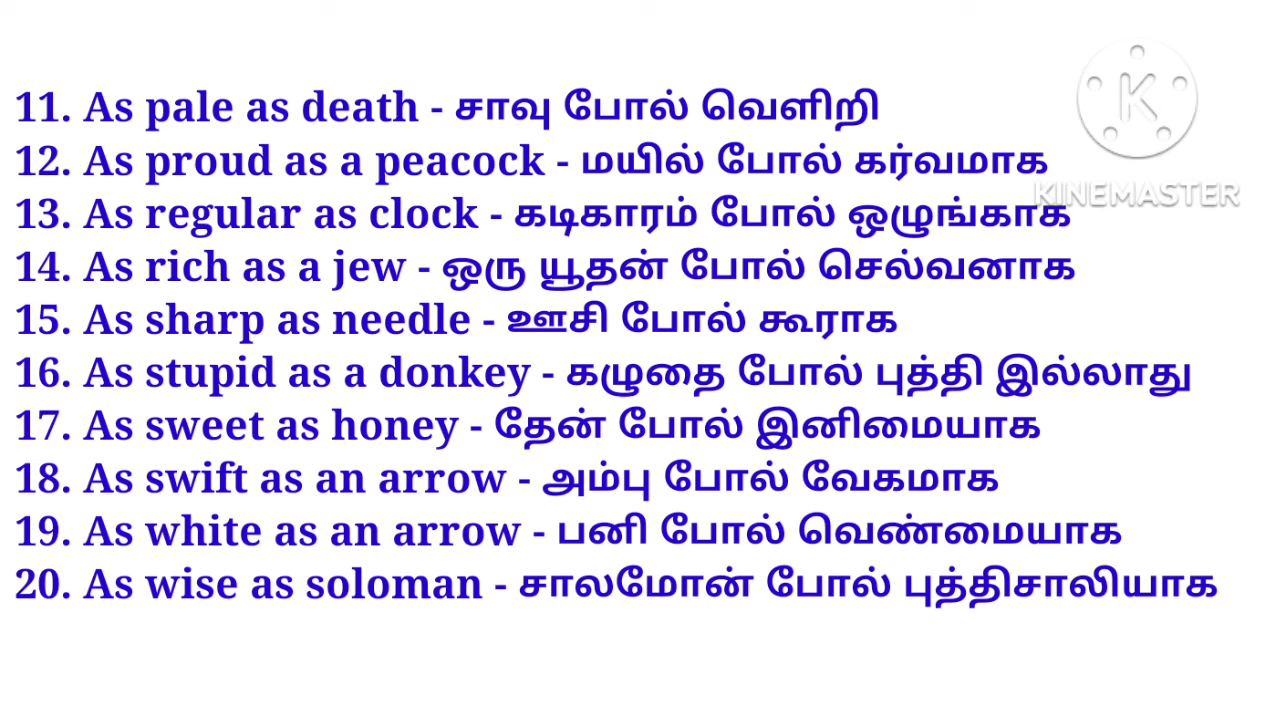 11. As pale as death - சாவு போல் வெளிறி
12. As proud as a peacock - மயில் போல் கர்வமாக
13. As regular as clock - கடிகாரம் போல் ஒழுங்காக
14. As rich as a jew - ஒரு யூதன் போல் செல்வனாக
15. As sharp as needle - ஊசி போல் கூராக
16. As stupid as a donkey - கழுதை போல் புத்தி இல்லாது
17. As sweet as honey - தேன் போல் இனிமையாக
18. As swift as an arrow - அம்பு போல் வேகமாக
19. As white as an arrow - பனி போல் வெண்மையாக
20. As wise as soloman - சாலமோன் போல் புத்திசாலியாக
K
KINEMASTER